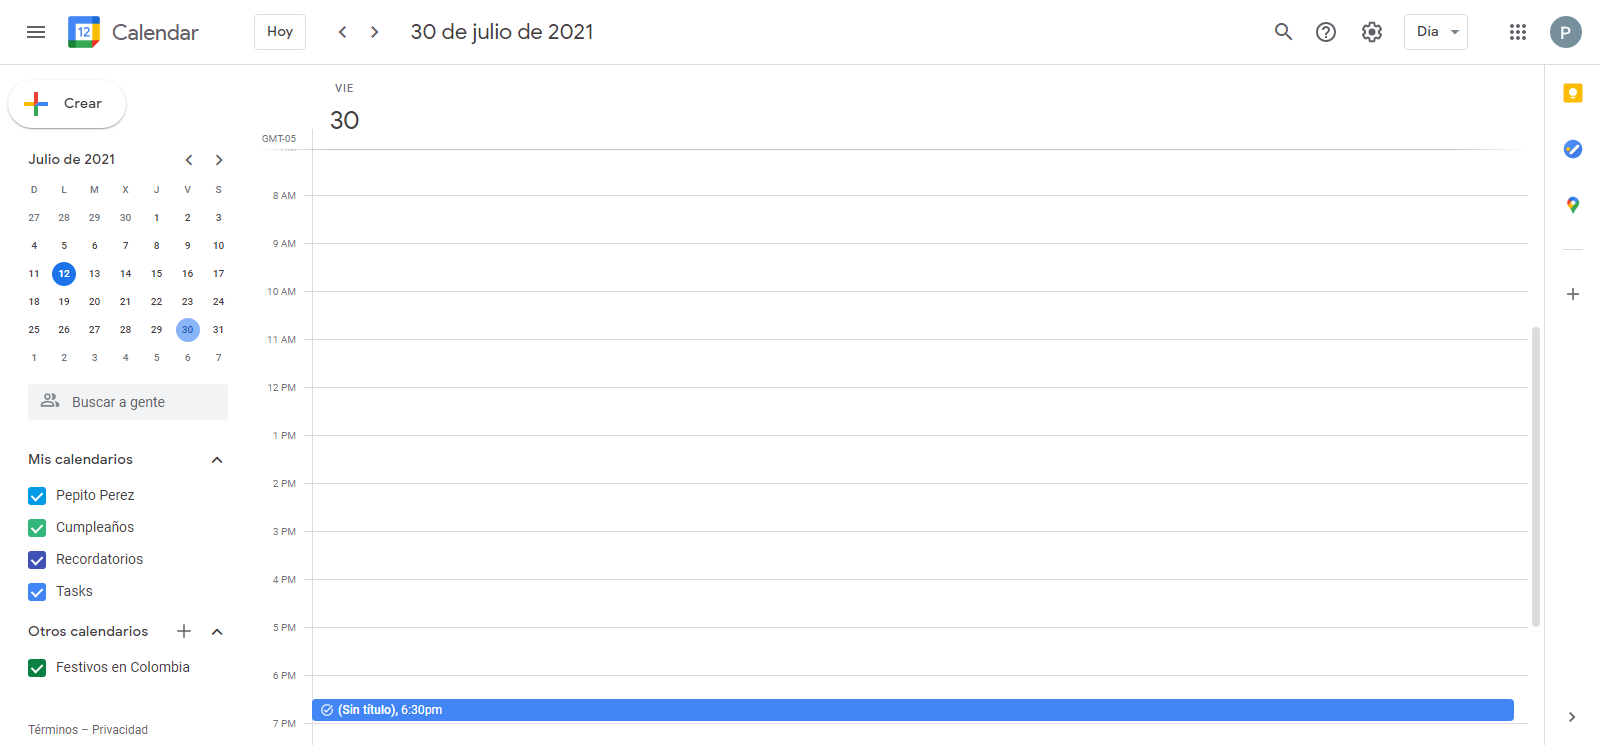 12 Calendar Hoy 30 de julio de 2021 Día P
Crear
Julio de 2021
D L M X J V S
27 28 29 30 1 2 3
4 5 6 7 8 9 10
11 12 13 14 15 16 17
18 19 20 21 22 23 24
25 26 27 28 29 30 31
1 2 3 4 5 6 7
Buscar a gente
Mis calendarios
Pepito Perez
Cumpleaños
Recordatorios
Tasks
Otros calendarios
Festivos en Colombia
Términos – Privacidad
VIE
30
GMT-05
8 AM
9 AM
10 AM
11 AM
12 PM
1 PM
2 PM
3 PM
4 PM
5 PM
6 PM
(Sin título), 6:30pm
7 PM